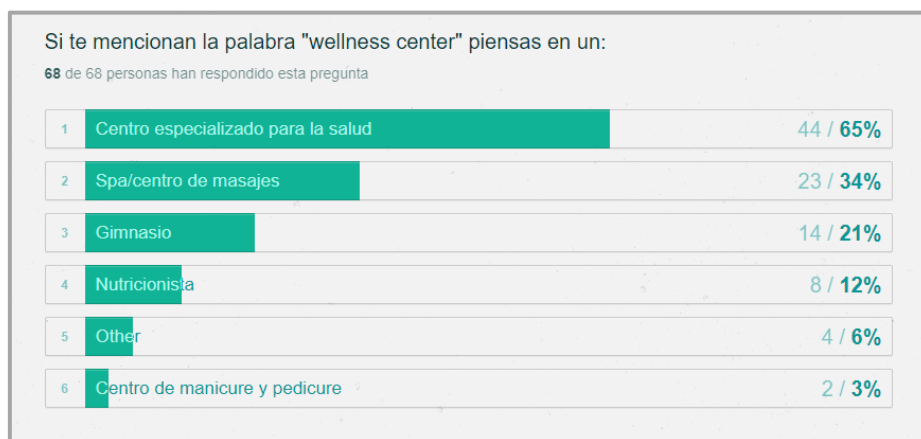 Si te mencionan la palabra "wellness center" piensas en un:
68 de 68 personas han respondido esta pregunta
1 Centro especializado para la salud 44 / 65%
2 Spa/centro de masajes 23 / 34%
3 Gimnasio 14 / 21%
4 Nutricionista 8 / 12%
5 Other 4 / 6%
6 Centro de manicure y pedicure 2 / 3%